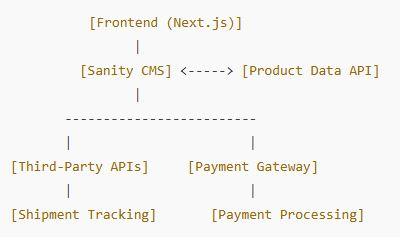 [Frontend (Next.js)]
|
[Sanity CMS] <-----> [Product Data API]
|
-------------------------
| |
[Third-Party APIs] [Payment Gateway]
| |
[Shipment Tracking] [Payment Processing]